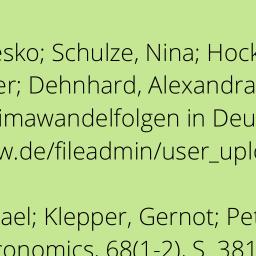 esko; Schulze, Nina; Hock
er; Dehnhard, Alexandra
imawandelfolgen in Deu
w.de/fileadmin/user_uplo
ael; Klepper, Gernot; Pet
conomics, 68(1-2), S. 381